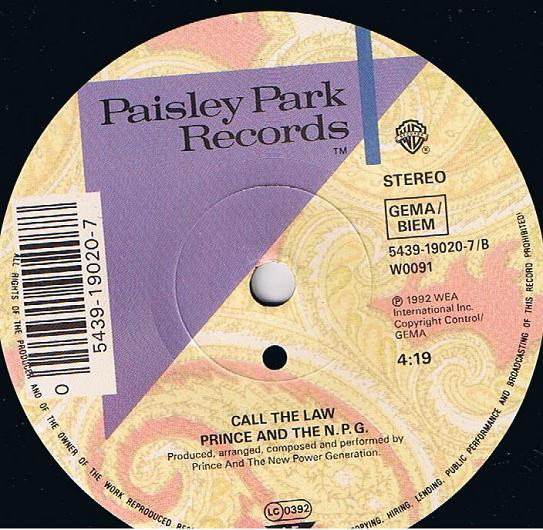 Paisley Park
Records
TM
STEREO
GEMA/
BIEM
5439-19020-7/B
W0091
℗ 1992 WEA
International Inc.
Copyright Control/
GEMA
4:19
5439-19020-7
0
CALL THE LAW
PRINCE AND THE N.P.G.
Produced, arranged, composed and performed by
Prince And The New Power Generation.
LC 0392
ALL RIGHTS OF THE PRODUCER AND OF THE OWNER OF THE WORK REPRODUCED RES
COPYING, HIRING, LENDING, PUBLIC PERFORMANCE AND BROADCASTING OF THIS RECORD PROHIBITED!